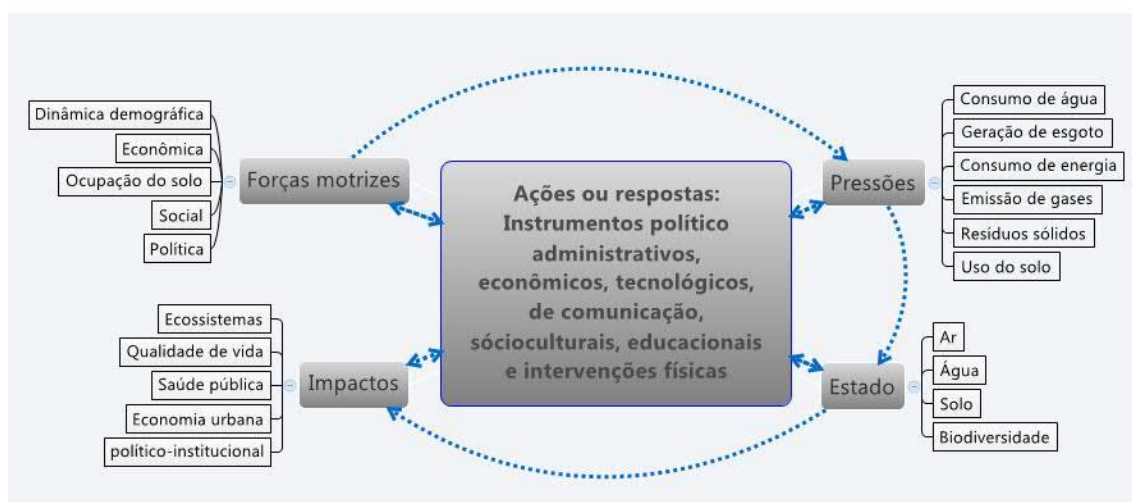 Dinâmica demográfica
Econômica
Ocupação do solo
Social
Política
Forças motrizes
Ações ou respostas:
Instrumentos político
administrativos,
econômicos, tecnológicos,
de comunicação,
sócioculturais, educacionais
e intervenções físicas
Pressões
Consumo de água
Geração de esgoto
Consumo de energia
Emissão de gases
Resíduos sólidos
Uso do solo
Ecossistemas
Qualidade de vida
Saúde pública
Economia urbana
político-institucional
Impactos
Estado
Ar
Água
Solo
Biodiversidade